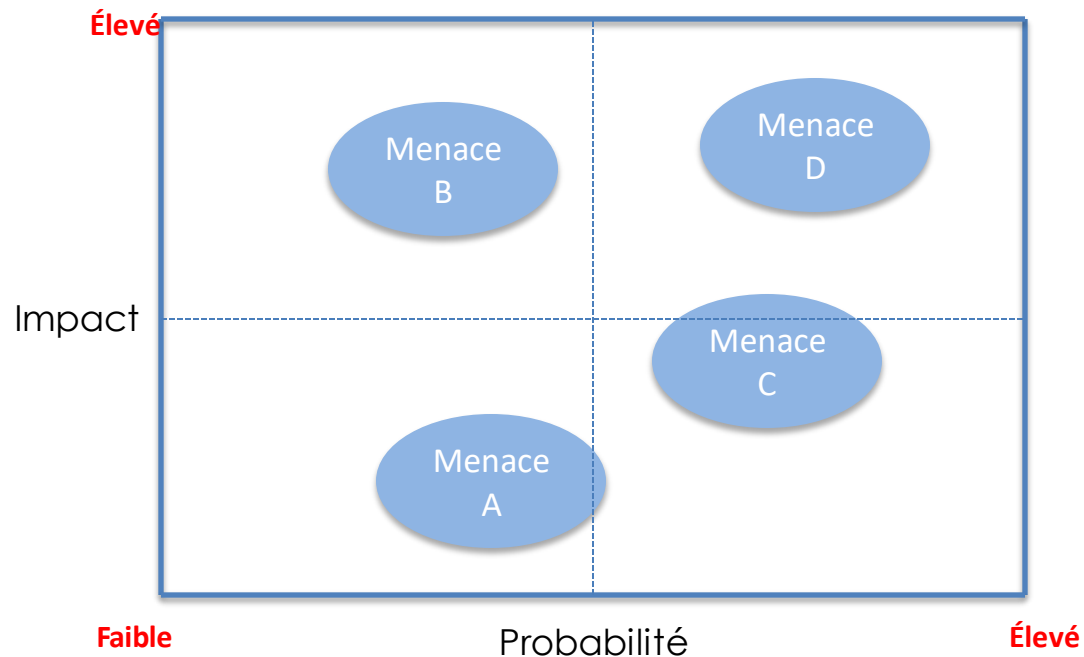 Élevé
Menace
B
Menace
D
Impact
Menace
C
Menace
A
Faible
Probabilité
Élevé